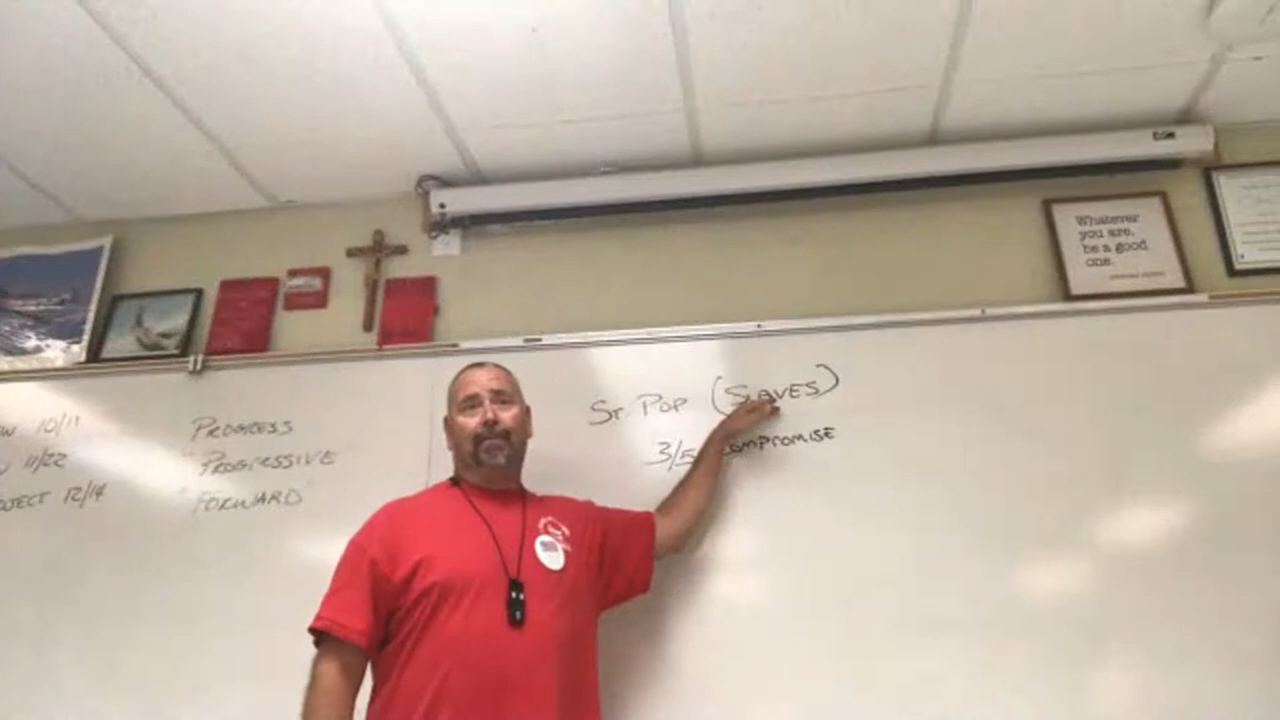 Whatever
you are,
be a good
one.
10/11
11/22
12/14
PROGRESS
PROGRESSIVE
FORWARD
ST. POP (SLAVES)
3/5 COMPROMISE